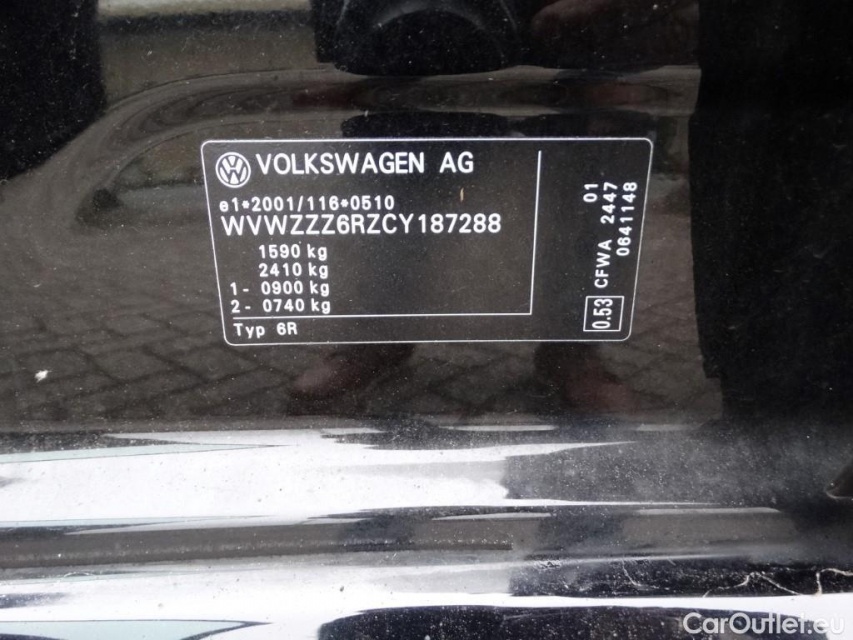 VOLKSWAGEN AG
e1*2001/116*0510
WVWZZZ6RZCY187288
1590 kg
2410 kg
1- 0900 kg
2- 0740 kg
Typ 6R
01
0.53 CFWA 2447
0641148
CarOutlet.eu